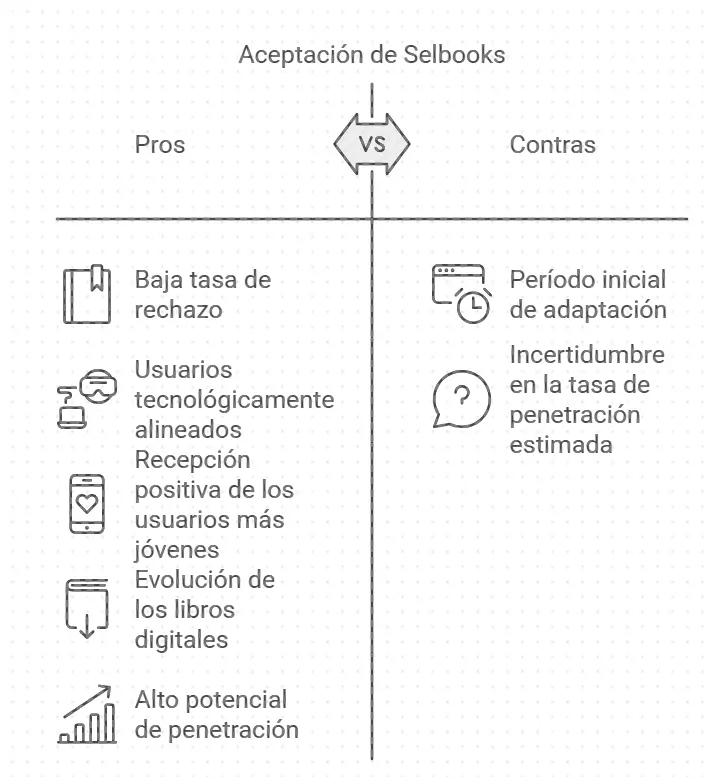 Aceptación de Selbooks
Pros
VS
Contras
Baja tasa de
rechazo
Usuarios
tecnológicamente
alineados
Recepción
positiva de los
usuarios más
jóvenes
Evolución de
los libros
digitales
Alto potencial
de penetración
Período inicial
de adaptación
Incertidumbre
en la tasa de
penetración
estimada
?